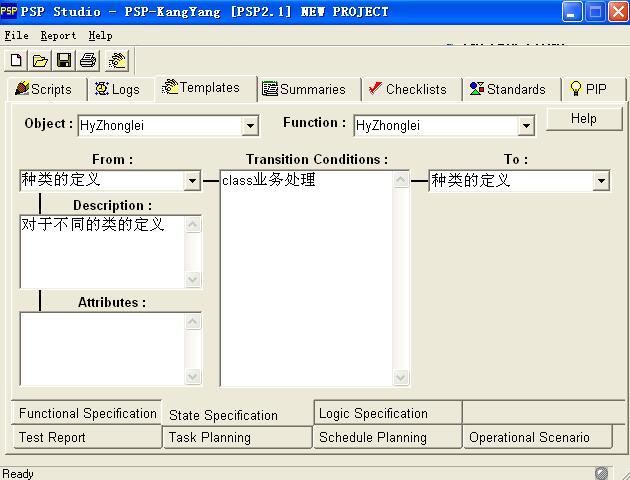 PSP Studio - PSP-KangYang [PSP2.1] NEW PROJECT
File Report Help
Scripts Logs Templates Summaries Checklists Standards PIP
Object : HyZhonglei Function : HyZhonglei Help
From : Transition Conditions : To :
种类的定义 class业务处理 种类的定义
Description :
对于不同的类的定义
Attributes :
Functional Specification State Specification Logic Specification
Test Report Task Planning Schedule Planning Operational Scenario
Ready